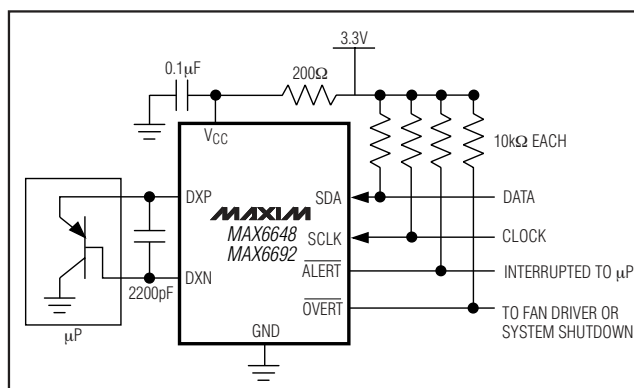 3.3V
0.1µF
200Ω
VCC
10kΩ EACH
DXP
MAXIM
SDA
DATA
MAX6648
MAX6692
SCLK
CLOCK
ALERT
INTERRUPTED TO µP
DXN
2200pF
OVERT
TO FAN DRIVER OR
SYSTEM SHUTDOWN
GND
µP